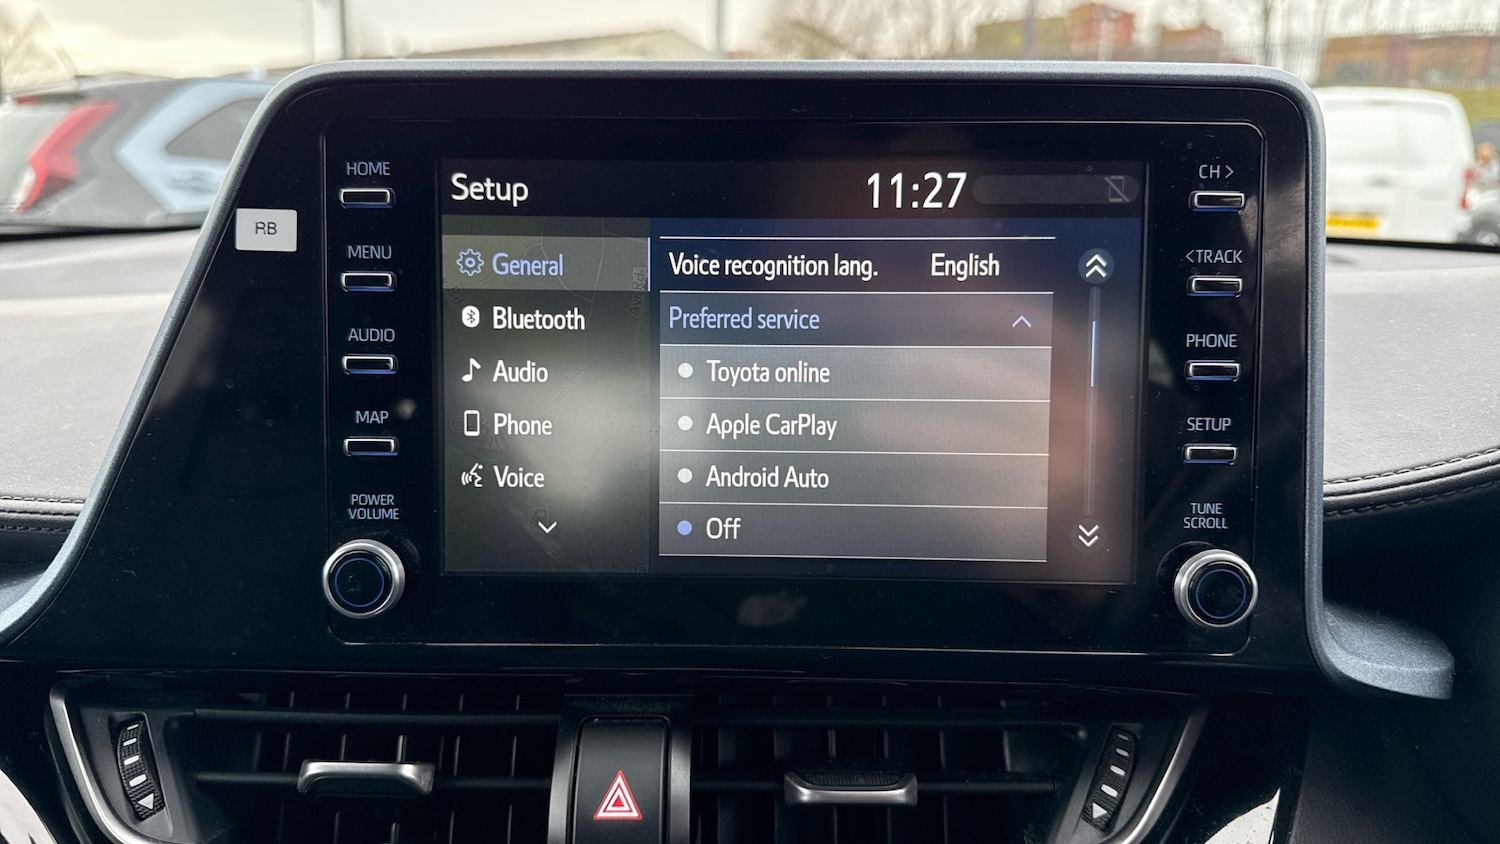 HOME
RB
MENU
AUDIO
MAP
POWER
VOLUME
Setup
11:27
General
Bluetooth
Audio
Phone
Voice
Voice recognition lang. English
Preferred service
Toyota online
Apple CarPlay
Android Auto
Off
CH >
< TRACK
PHONE
SETUP
TUNE
SCROLL